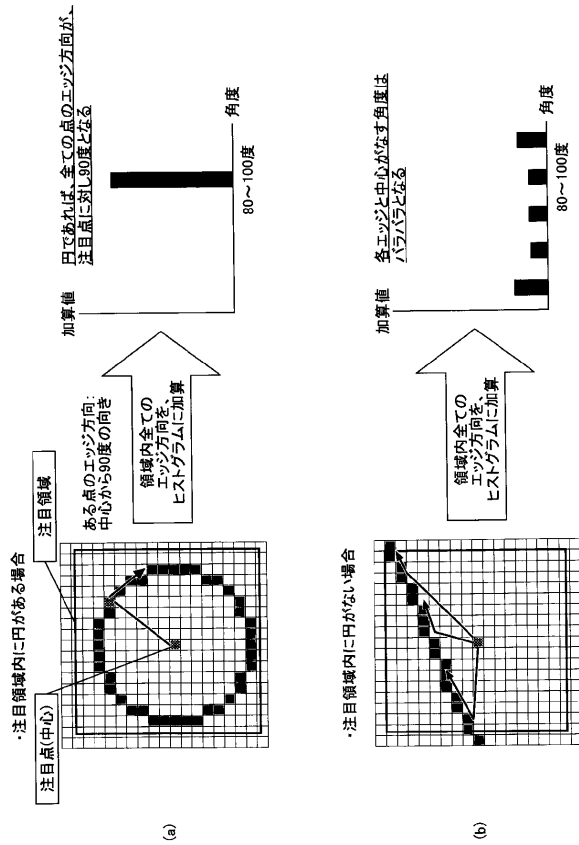 (a)
・注目領域内に円がある場合
注目点(中心)
注目領域
ある点のエッジ方向:
中心から90度の向き
領域内全ての
エッジ方向を、
ヒストグラムに加算
加算値
円であれば、全ての点のエッジ方向が、
注目点に対し90度となる
80～100度
角度
(b)
・注目領域内に円がない場合
領域内全ての
エッジ方向を、
ヒストグラムに加算
加算値
各エッジと中心がなす角度は
バラバラとなる
80～100度
角度